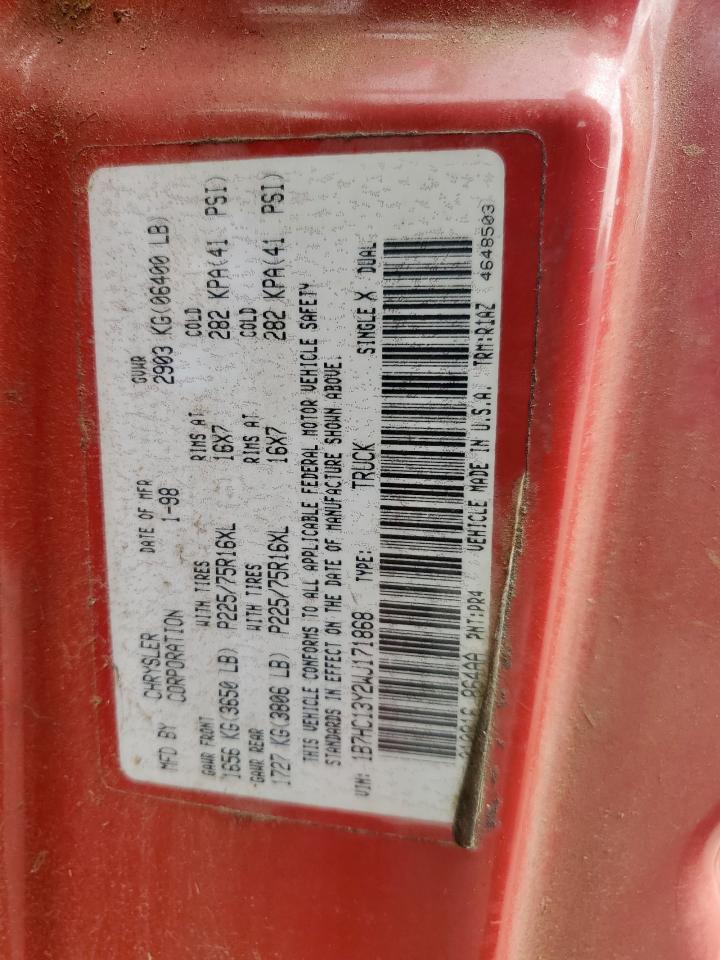 MFD BY CHRYSLER CORPORATION DATE OF MFR 1-98 GVWR 2903 KG(06400 LB)
GAWR FRONT WITH TIRES RIMS AT COLD
1656 KG(3650 LB) P225/75R16XL 16X7 282 KPA(41 PSI)
GAWR REAR WITH TIRES RIMS AT COLD
1727 KG(3806 LB) P225/75R16XL 16X7 282 KPA(41 PSI)
THIS VEHICLE CONFORMS TO ALL APPLICABLE FEDERAL MOTOR VEHICLE SAFETY
STANDARDS IN EFFECT ON THE DATE OF MANUFACTURE SHOWN ABOVE.
VIN: 1B7HC13Y2WJ171868 TYPE: TRUCK SINGLE X DUAL
864AA PNT:PR4 VEHICLE MADE IN U.S.A. TRM:R1AZ 4648503